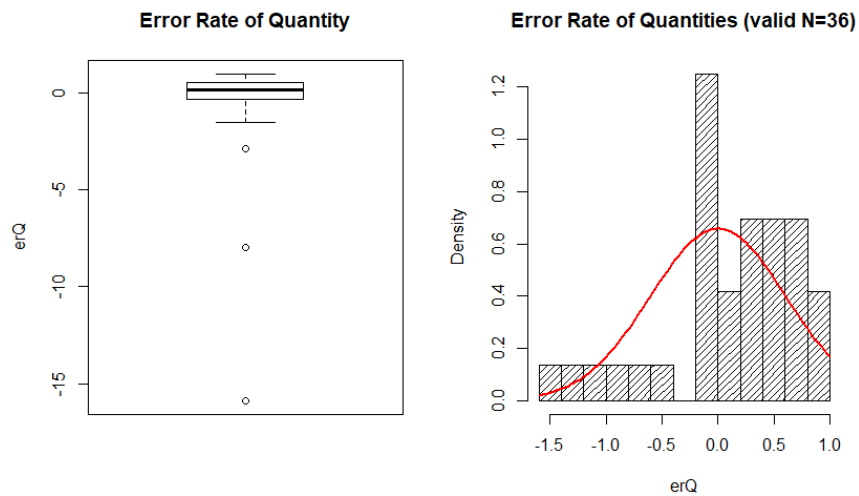 Error Rate of Quantity
erQ
0
-5
-10
-15
Error Rate of Quantities (valid N=36)
Density
1.2
1.0
0.8
0.6
0.4
0.2
0.0
-1.5 -1.0 -0.5 0.0 0.5 1.0
erQ